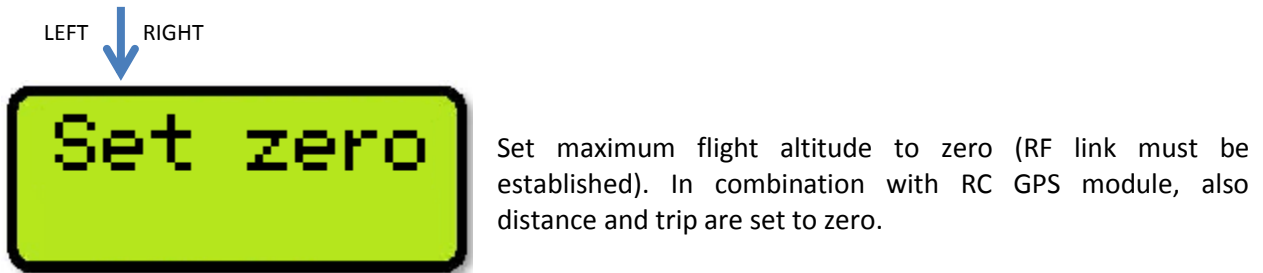 LEFT RIGHT
Set zero
Set maximum flight altitude to zero (RF link must be
established). In combination with RC GPS module, also
distance and trip are set to zero.